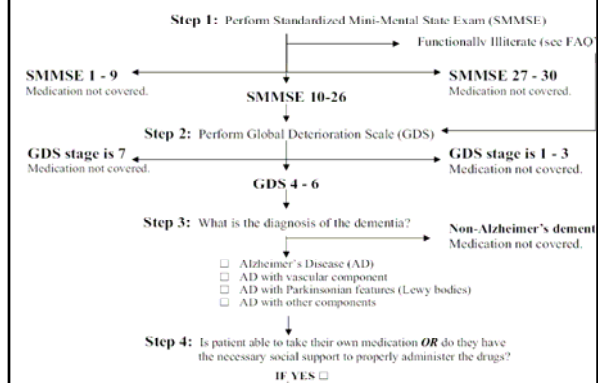 Step 1: Perform Standardized Mini-Mental State Exam (SMMSE)
Functionally Illiterate (see FAQ
SMMSE 1 - 9
Medication not covered.
SMMSE 27 - 30
Medication not covered.
SMMSE 10-26
Step 2: Perform Global Deterioration Scale (GDS)
GDS stage is 7
Medication not covered.
GDS stage is 1 - 3
Medication not covered.
GDS 4 - 6
Step 3: What is the diagnosis of the dementia?
Non-Alzheimer's dement
Medication not covered.
☐ Alzheimer's Disease (AD)
☐ AD with vascular component
☐ AD with Parkinsonian features (Lewy bodies)
☐ AD with other components
Step 4: Is patient able to take their own medication OR do they have
the necessary social support to properly administer the drugs?
IF YES ☐